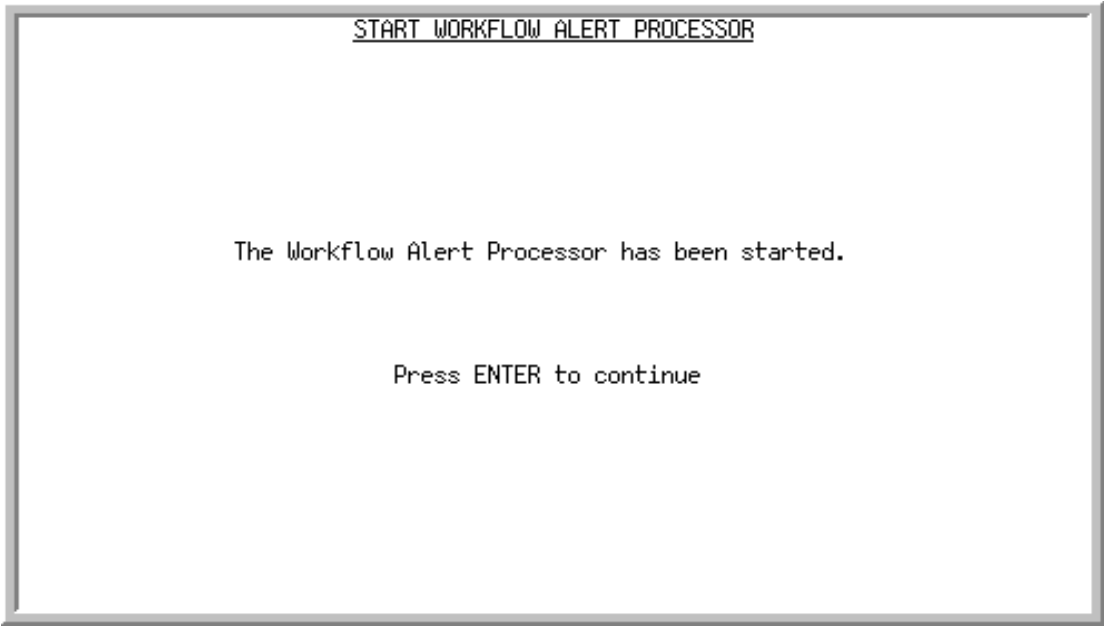 START WORKFLOW ALERT PROCESSOR
The Workflow Alert Processor has been started.
Press ENTER to continue